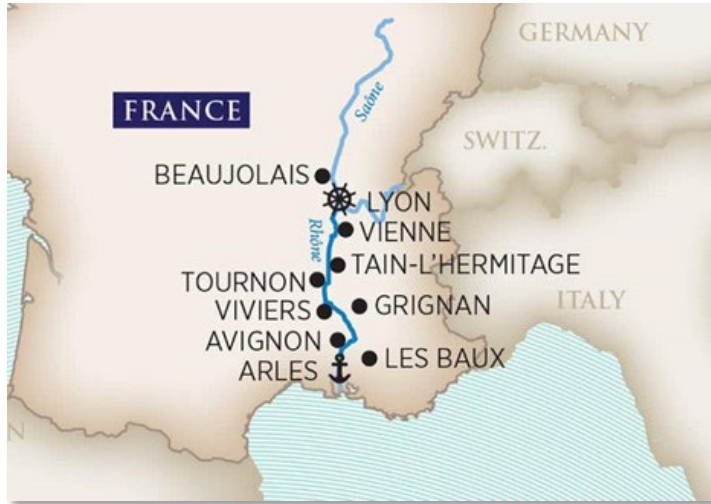 GERMANY
Saône
FRANCE
SWITZ.
BEAUJOLAIS
LYON
Rhône
VIENNE
TAIN-L'HERMITAGE
TOURNON
GRIGNAN
ITALY
VIVIERS
AVIGNON
LES BAUX
ARLES
N